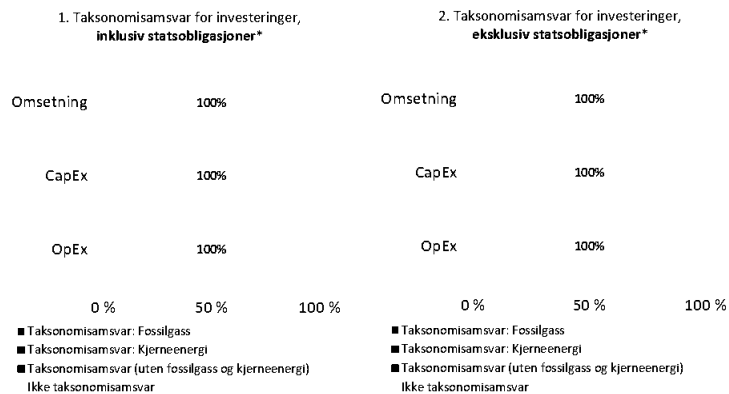 1. Taksonomisamsvar for investeringer,
inklusiv statsobligasjoner*
Omsetning 100%
CapEx 100%
OpEx 100%
0 % 50 % 100 %
■ Taksonomisamsvar: Fossilgass
■ Taksonomisamsvar: Kjerneenergi
■ Taksonomisamsvar (uten fossilgass og kjerneenergi)
Ikke taksonomisamsvar
2. Taksonomisamsvar for investeringer,
eksklusiv statsobligasjoner*
Omsetning 100%
CapEx 100%
OpEx 100%
0 % 50 % 100 %
■ Taksonomisamsvar: Fossilgass
■ Taksonomisamsvar: Kjerneenergi
■ Taksonomisamsvar (uten fossilgass og kjerneenergi)
Ikke taksonomisamsvar